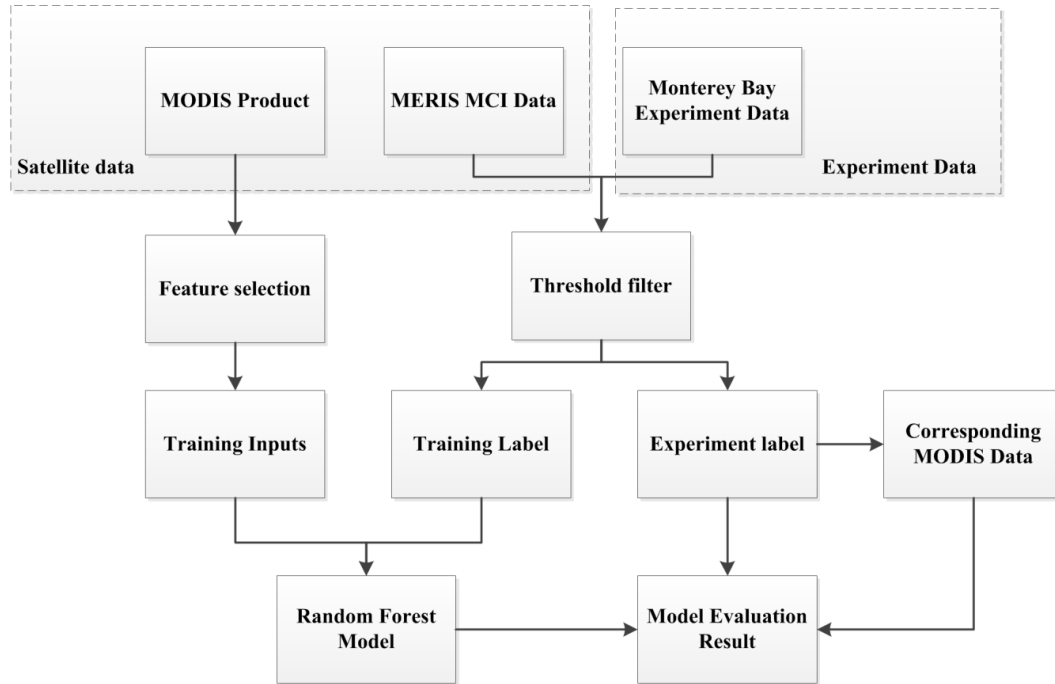 MODIS Product
MERIS MCI Data
Monterey Bay
Experiment Data
Satellite data
Experiment Data
Feature selection
Threshold filter
Training Inputs
Training Label
Experiment label
Corresponding
MODIS Data
Random Forest
Model
Model Evaluation
Result